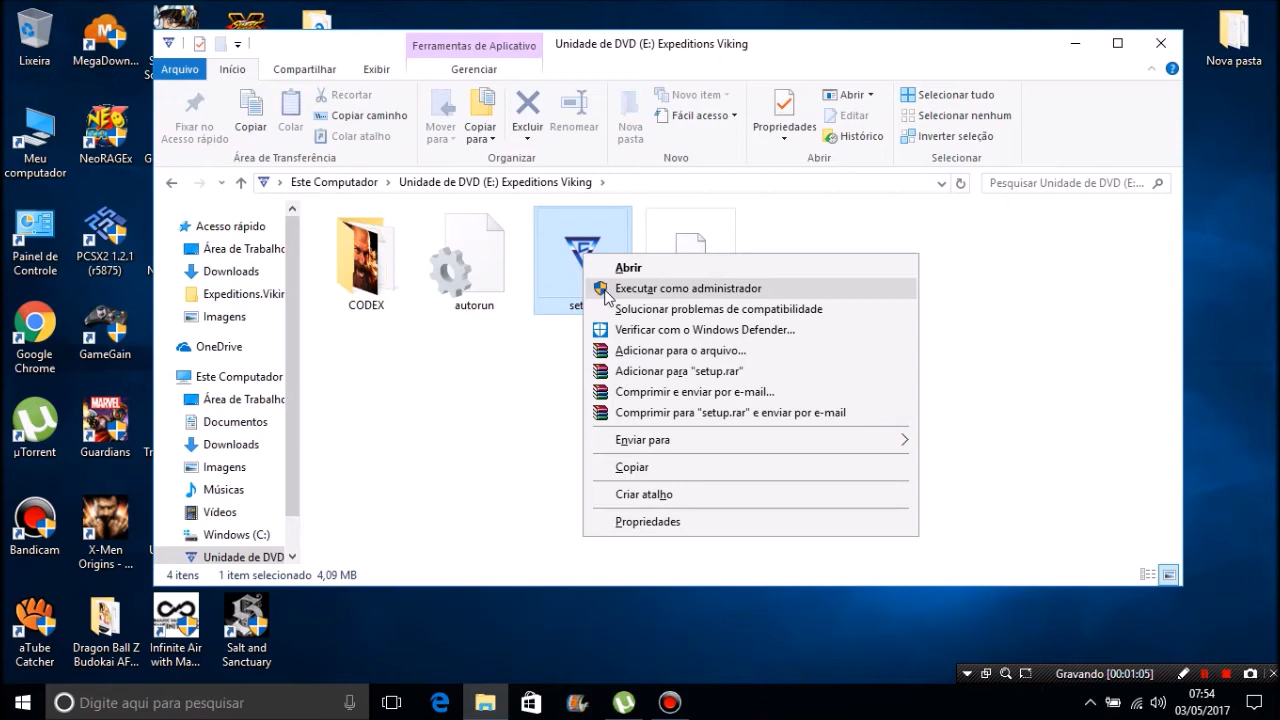 Ferramentas de Aplicativo
Unidade de DVD (E:) Expeditions Viking
Arquivo
Início
Compartilhar
Exibir
Gerenciar
Fixar no
Acesso rápido
Copiar
Colar
Recortar
Copiar caminho
Colar atalho
Área de Transferência
Mover
para
Copiar
para
Excluir
Renomear
Organizar
Nova
pasta
Novo item
Fácil acesso
Novo
Propriedades
Abrir
Editar
Histórico
Abrir
Selecionar tudo
Selecionar nenhum
Inverter seleção
Selecionar
Este Computador
Unidade de DVD (E:) Expeditions Viking
Pesquisar Unidade de DVD (E:...
Acesso rápido
Área de Trabalho
Downloads
Expeditions.Vikin
Imagens
OneDrive
Este Computador
Área de Trabalho
Documentos
Downloads
Imagens
Músicas
Vídeos
Windows (C:)
Unidade de DVD
CODEX
autorun
Abrir
Executar como administrador
Solucionar problemas de compatibilidade
Verificar com o Windows Defender...
Adicionar para o arquivo...
Adicionar para "setup.rar"
Comprimir e enviar por e-mail...
Comprimir para "setup.rar" e enviar por e-mail
Enviar para
Copiar
Criar atalho
Propriedades
4 itens
1 item selecionado 4,09 MB
Lixeira
MegaDown...
Nova pasta
Meu
computador
NeoRAGEx
Painel de
Controle
PCSX2 1.2.1
(r5875)
Google
Chrome
GameGain
µTorrent
MARVEL
Guardians
Bandicam
X-Men
Origins - ...
aTube
Catcher
Dragon Ball Z
Budokai AF...
Infinite Air
with Ma...
Salt and
Sanctuary
Gravando [00:01:05]
Digite aqui para pesquisar
07:54
03/05/2017